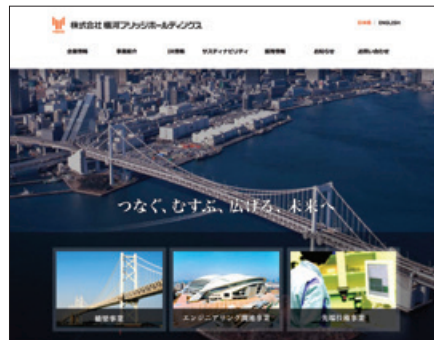 株式会社 横河ブリッジホールディングス
日本語 | ENGLISH
企業情報 事業紹介 IR情報 サスティナビリティ 採用情報 お知らせ お問い合わせ
つなぐ、むすぶ、広げる、未来へ
橋梁事業 エンジニアリング関連事業 先端技術事業